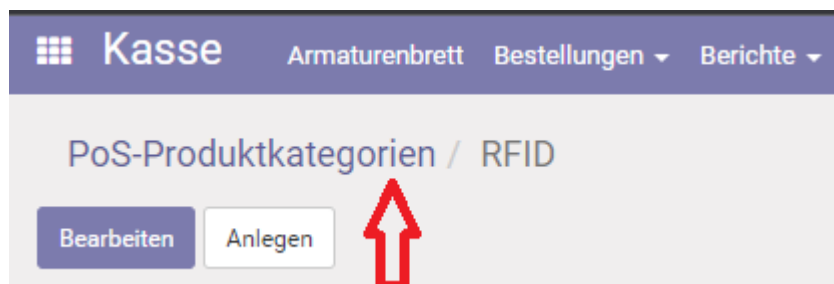 Kasse Armaturenbrett Bestellungen Berichte
PoS-Produktkategorien / RFID
Bearbeiten Anlegen